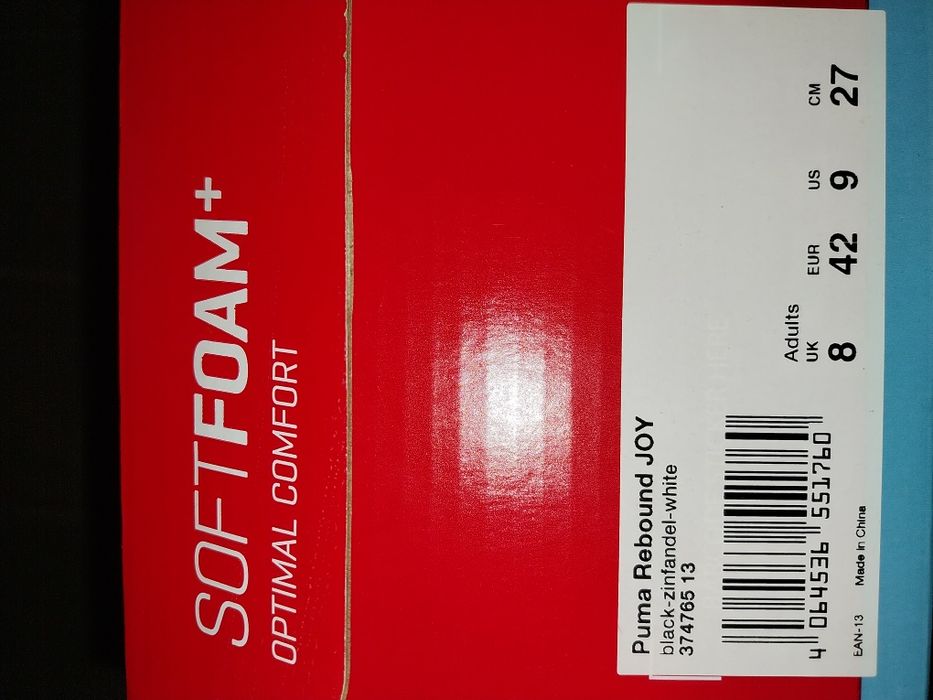 SOFTFOAM+
OPTIMAL COMFORT
Puma Rebound JOY
black-zinfandel-white
374765 13
Adults
UK EUR US CM
8 42 9 27
4 064536 551760
EAN-13 Made in China